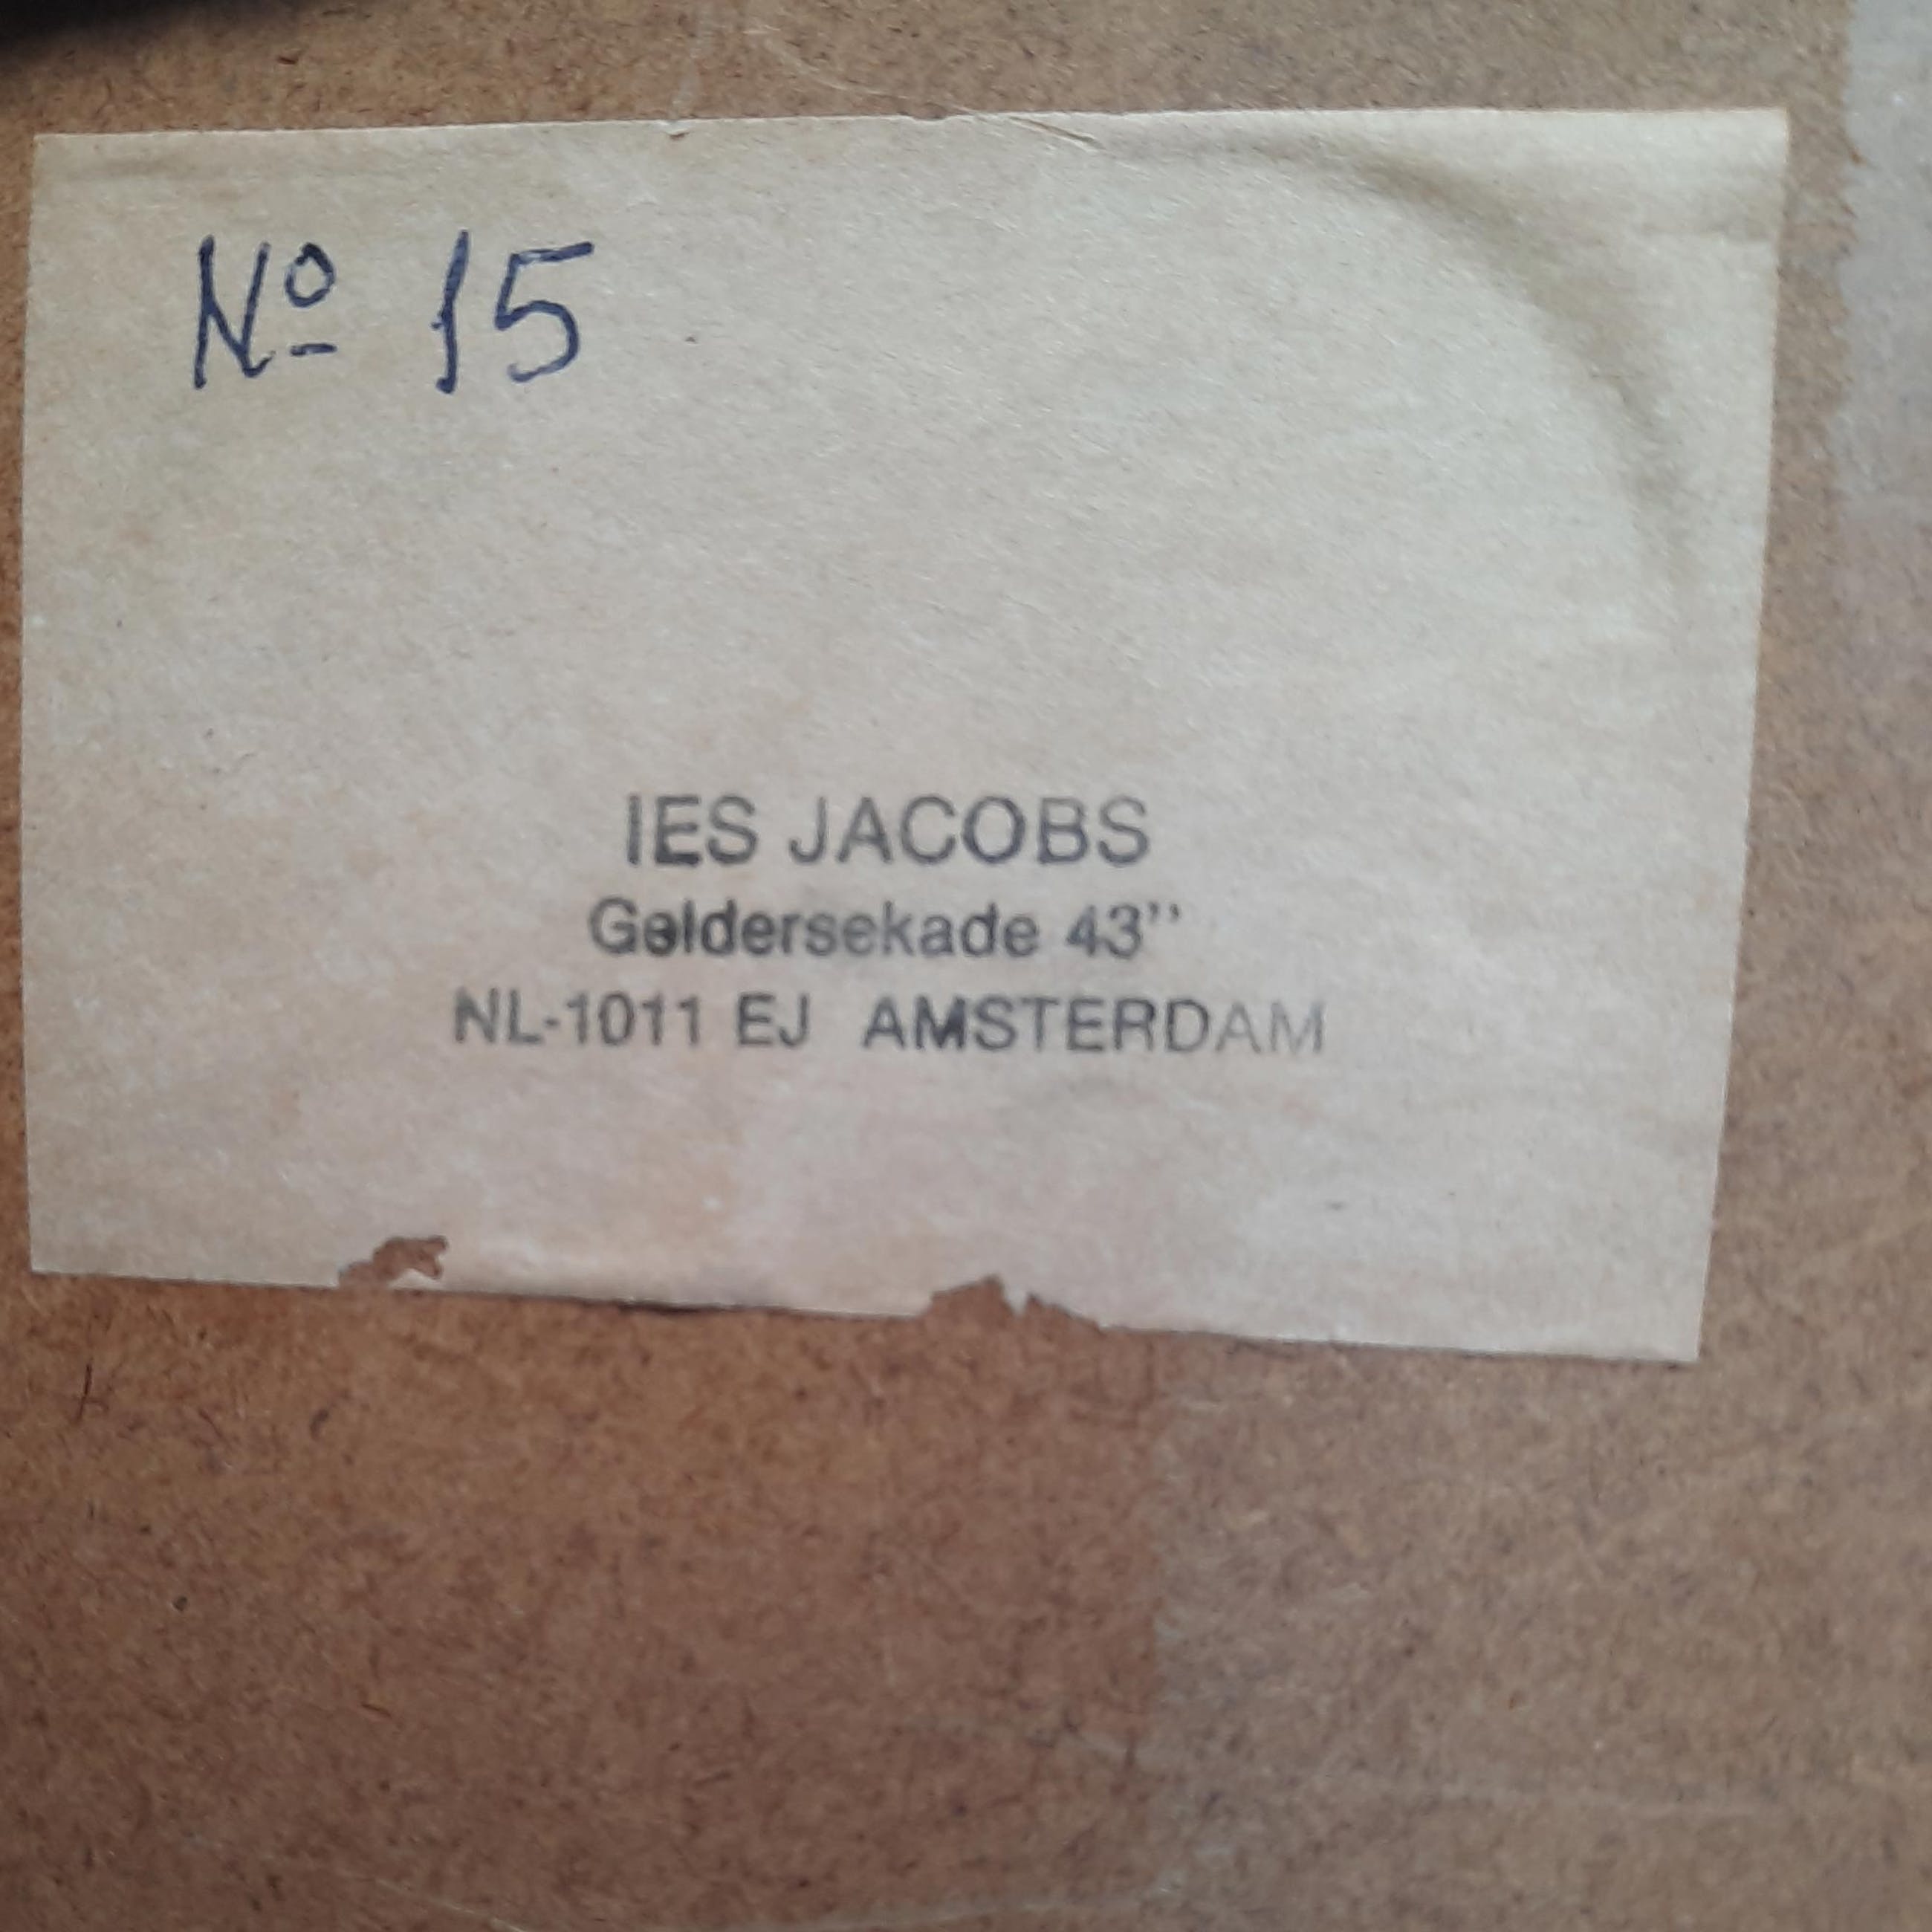 Nº 15
IES JACOBS
Geldersekade 43''
NL-1011 EJ AMSTERDAM